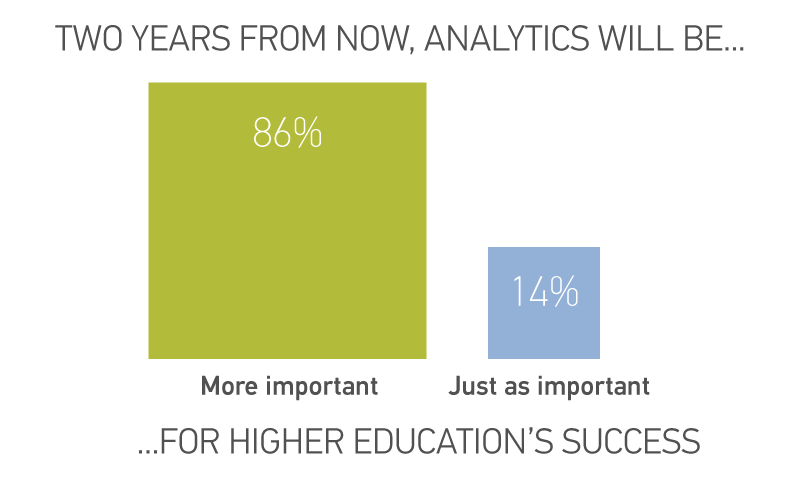 TWO YEARS FROM NOW, ANALYTICS WILL BE...
86%
14%
More important
Just as important
...FOR HIGHER EDUCATION’S SUCCESS